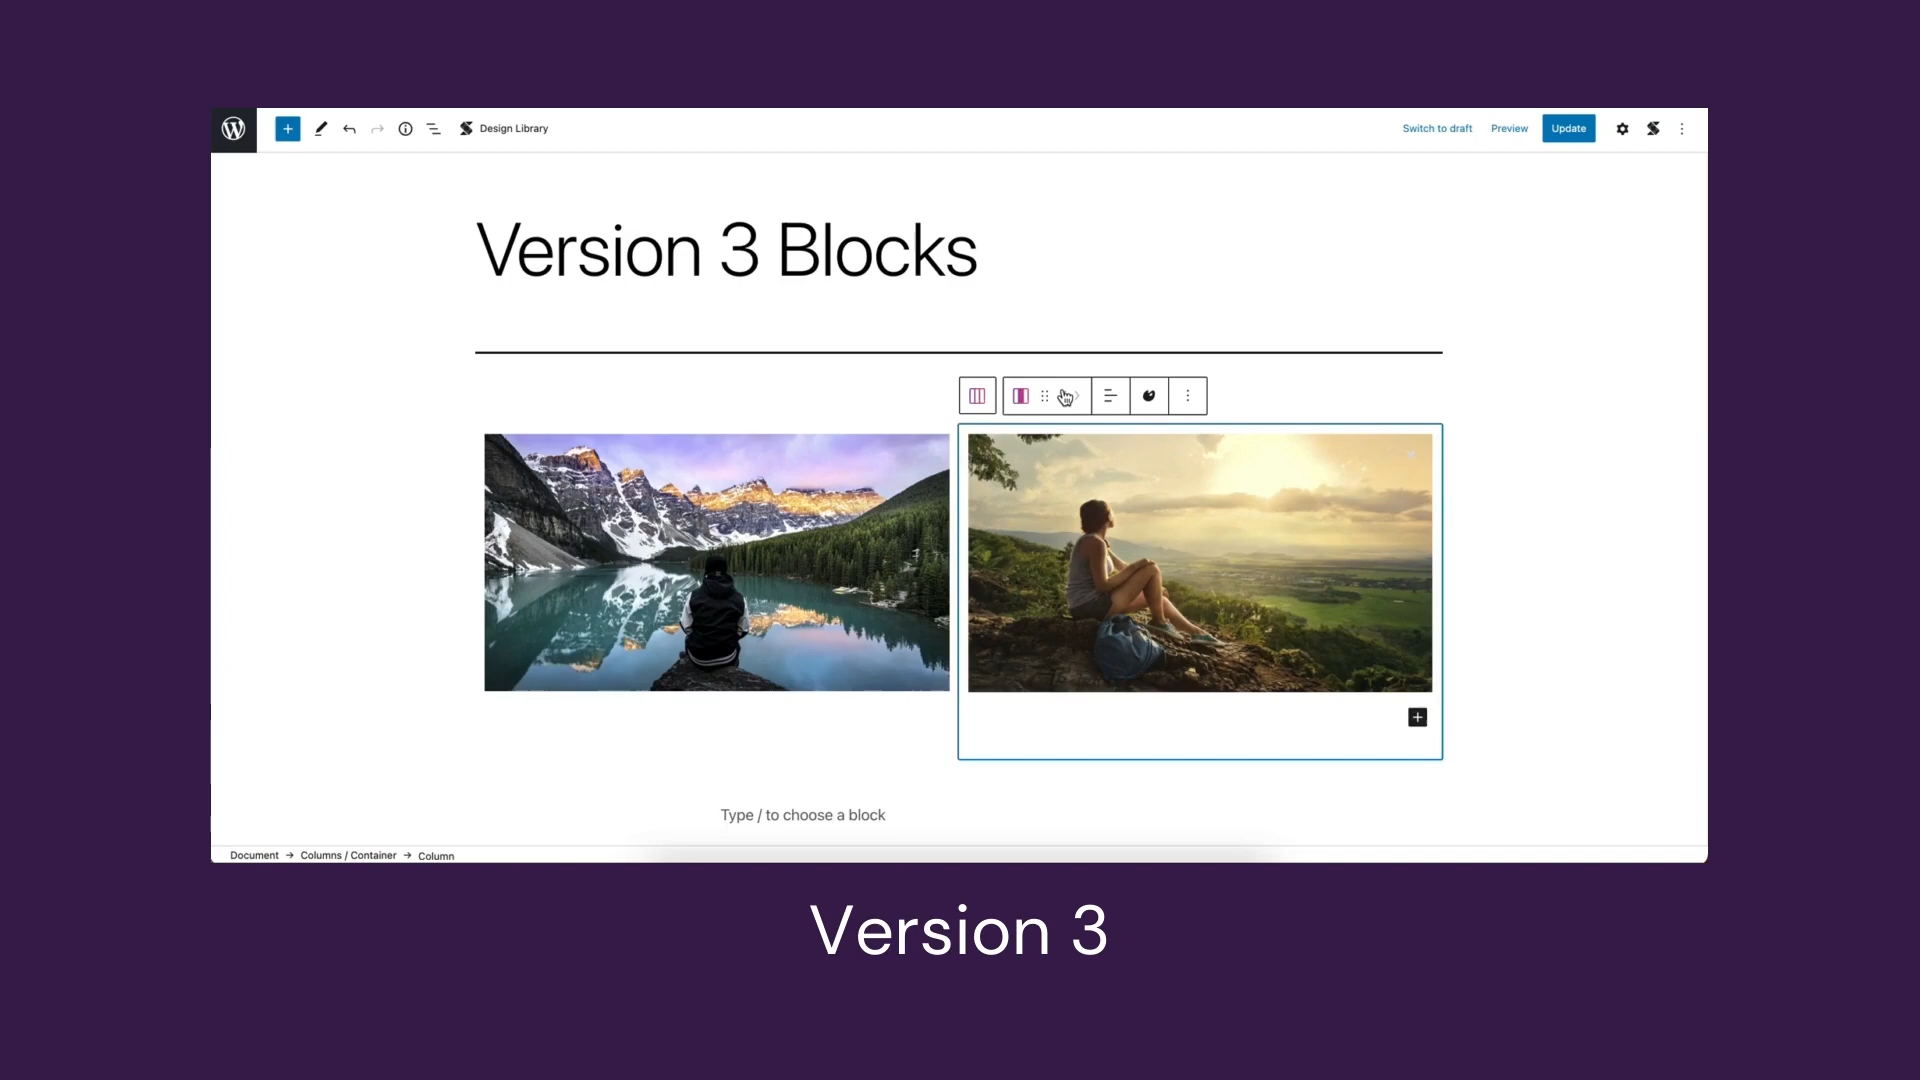 Design Library
Switch to draft
Preview
Update
Version 3 Blocks
Type / to choose a block
Document → Columns / Container → Column
Version 3